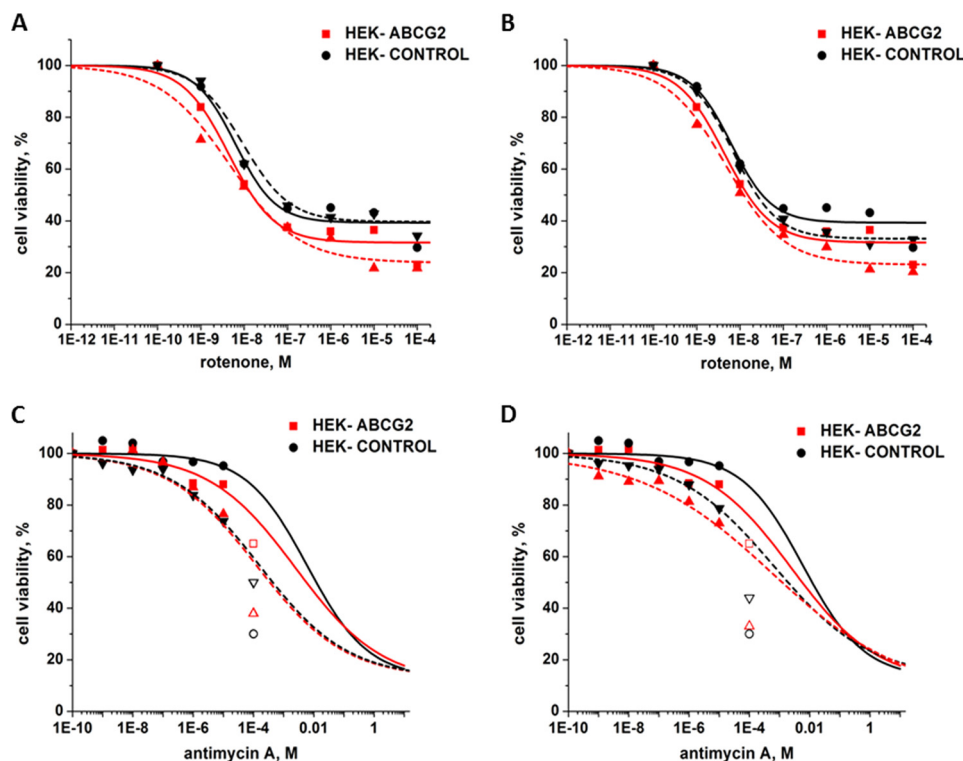 A
HEK- ABCG2
HEK- CONTROL
cell viability, %
100
80
60
40
20
0
1E-12 1E-11 1E-10 1E-9 1E-8 1E-7 1E-6 1E-5 1E-4
rotenone, M
B
HEK- ABCG2
HEK- CONTROL
cell viability, %
100
80
60
40
20
0
1E-12 1E-11 1E-10 1E-9 1E-8 1E-7 1E-6 1E-5 1E-4
rotenone, M
C
HEK- ABCG2
HEK- CONTROL
cell viability, %
100
80
60
40
20
0
1E-10 1E-8 1E-6 1E-4 0.01 1
antimycin A, M
D
HEK- ABCG2
HEK- CONTROL
cell viability, %
100
80
60
40
20
0
1E-10 1E-8 1E-6 1E-4 0.01 1
antimycin A, M